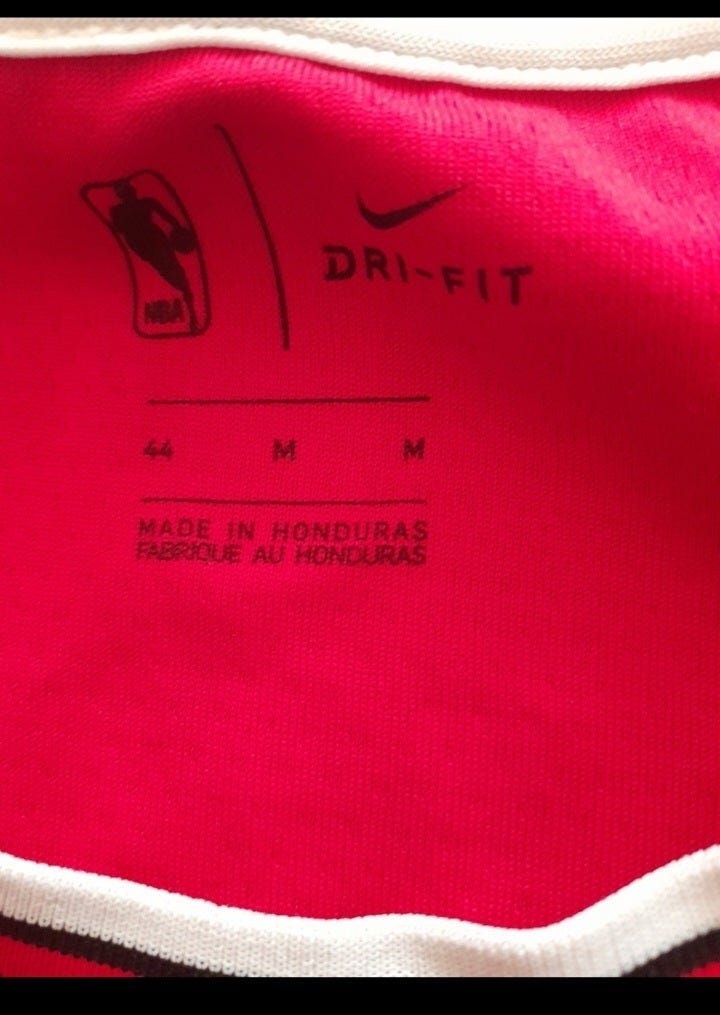 NBA
DRI-FIT
44 M M
MADE IN HONDURAS
FABRIQUE AU HONDURAS